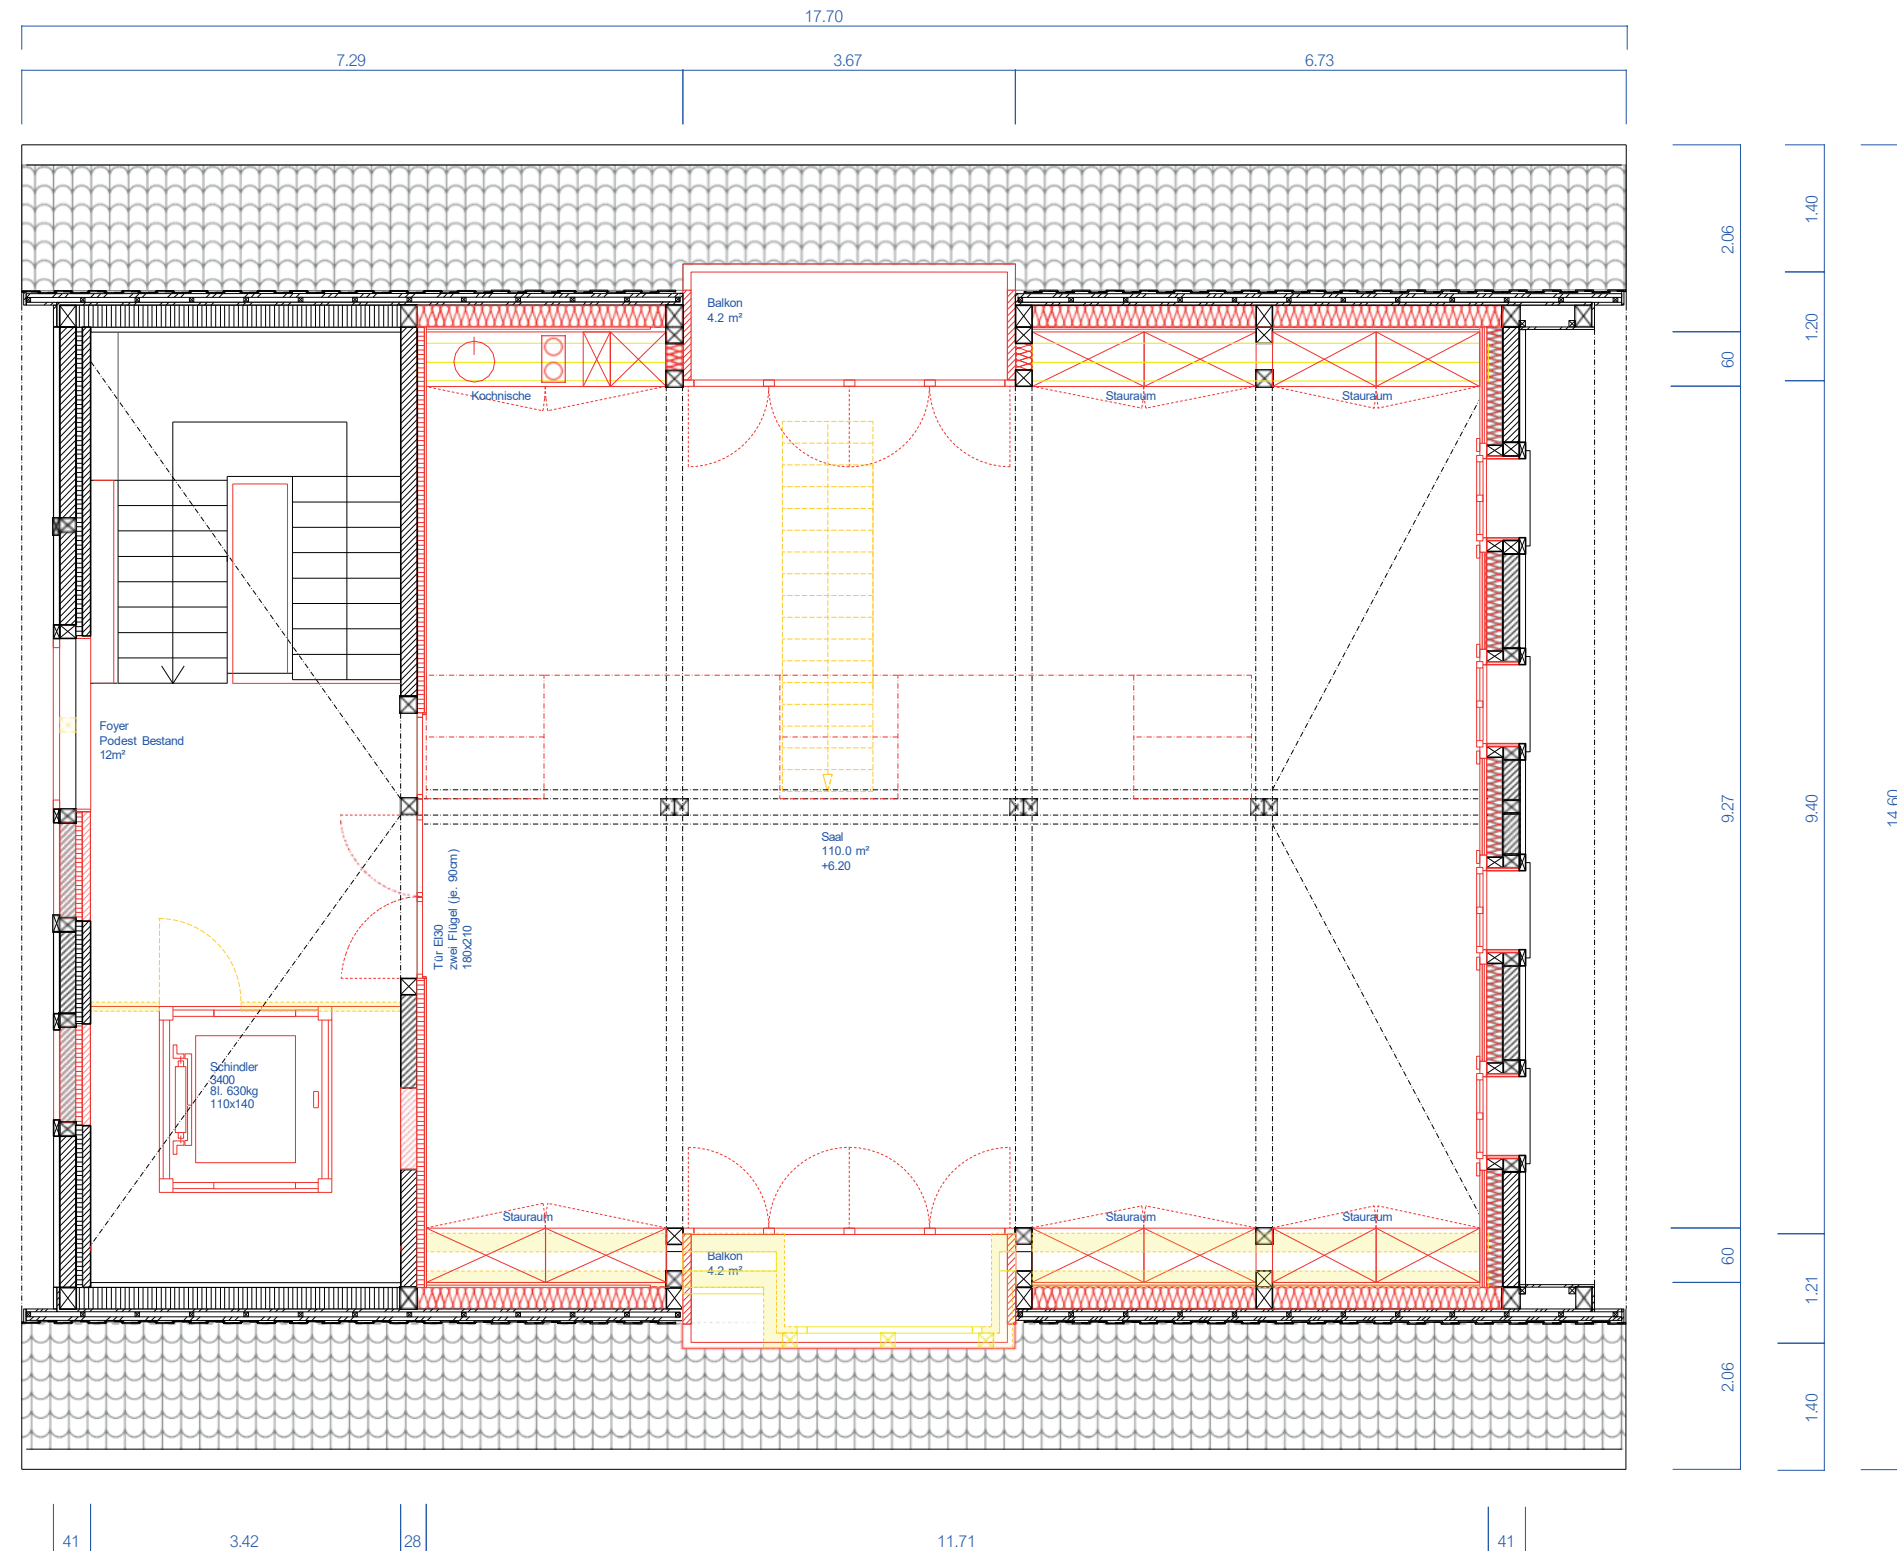 17.70
7.29
3.67
6.73
2.06
1.40
1.20
60
Balkon
4.2 m²
Kochnische
Stauraum
Stauraum
Foyer
Podest Bestand
12m²
Saal
110.0 m²
+6.20
Tür EI30
zwei Flügel (je. 90cm)
180x210
9.27
9.40
14.60
Schindler
3400
8l. 630kg
110x140
Stauraum
Stauraum
Stauraum
Balkon
4.2 m²
60
1.21
2.06
1.40
41
3.42
28
11.71
41